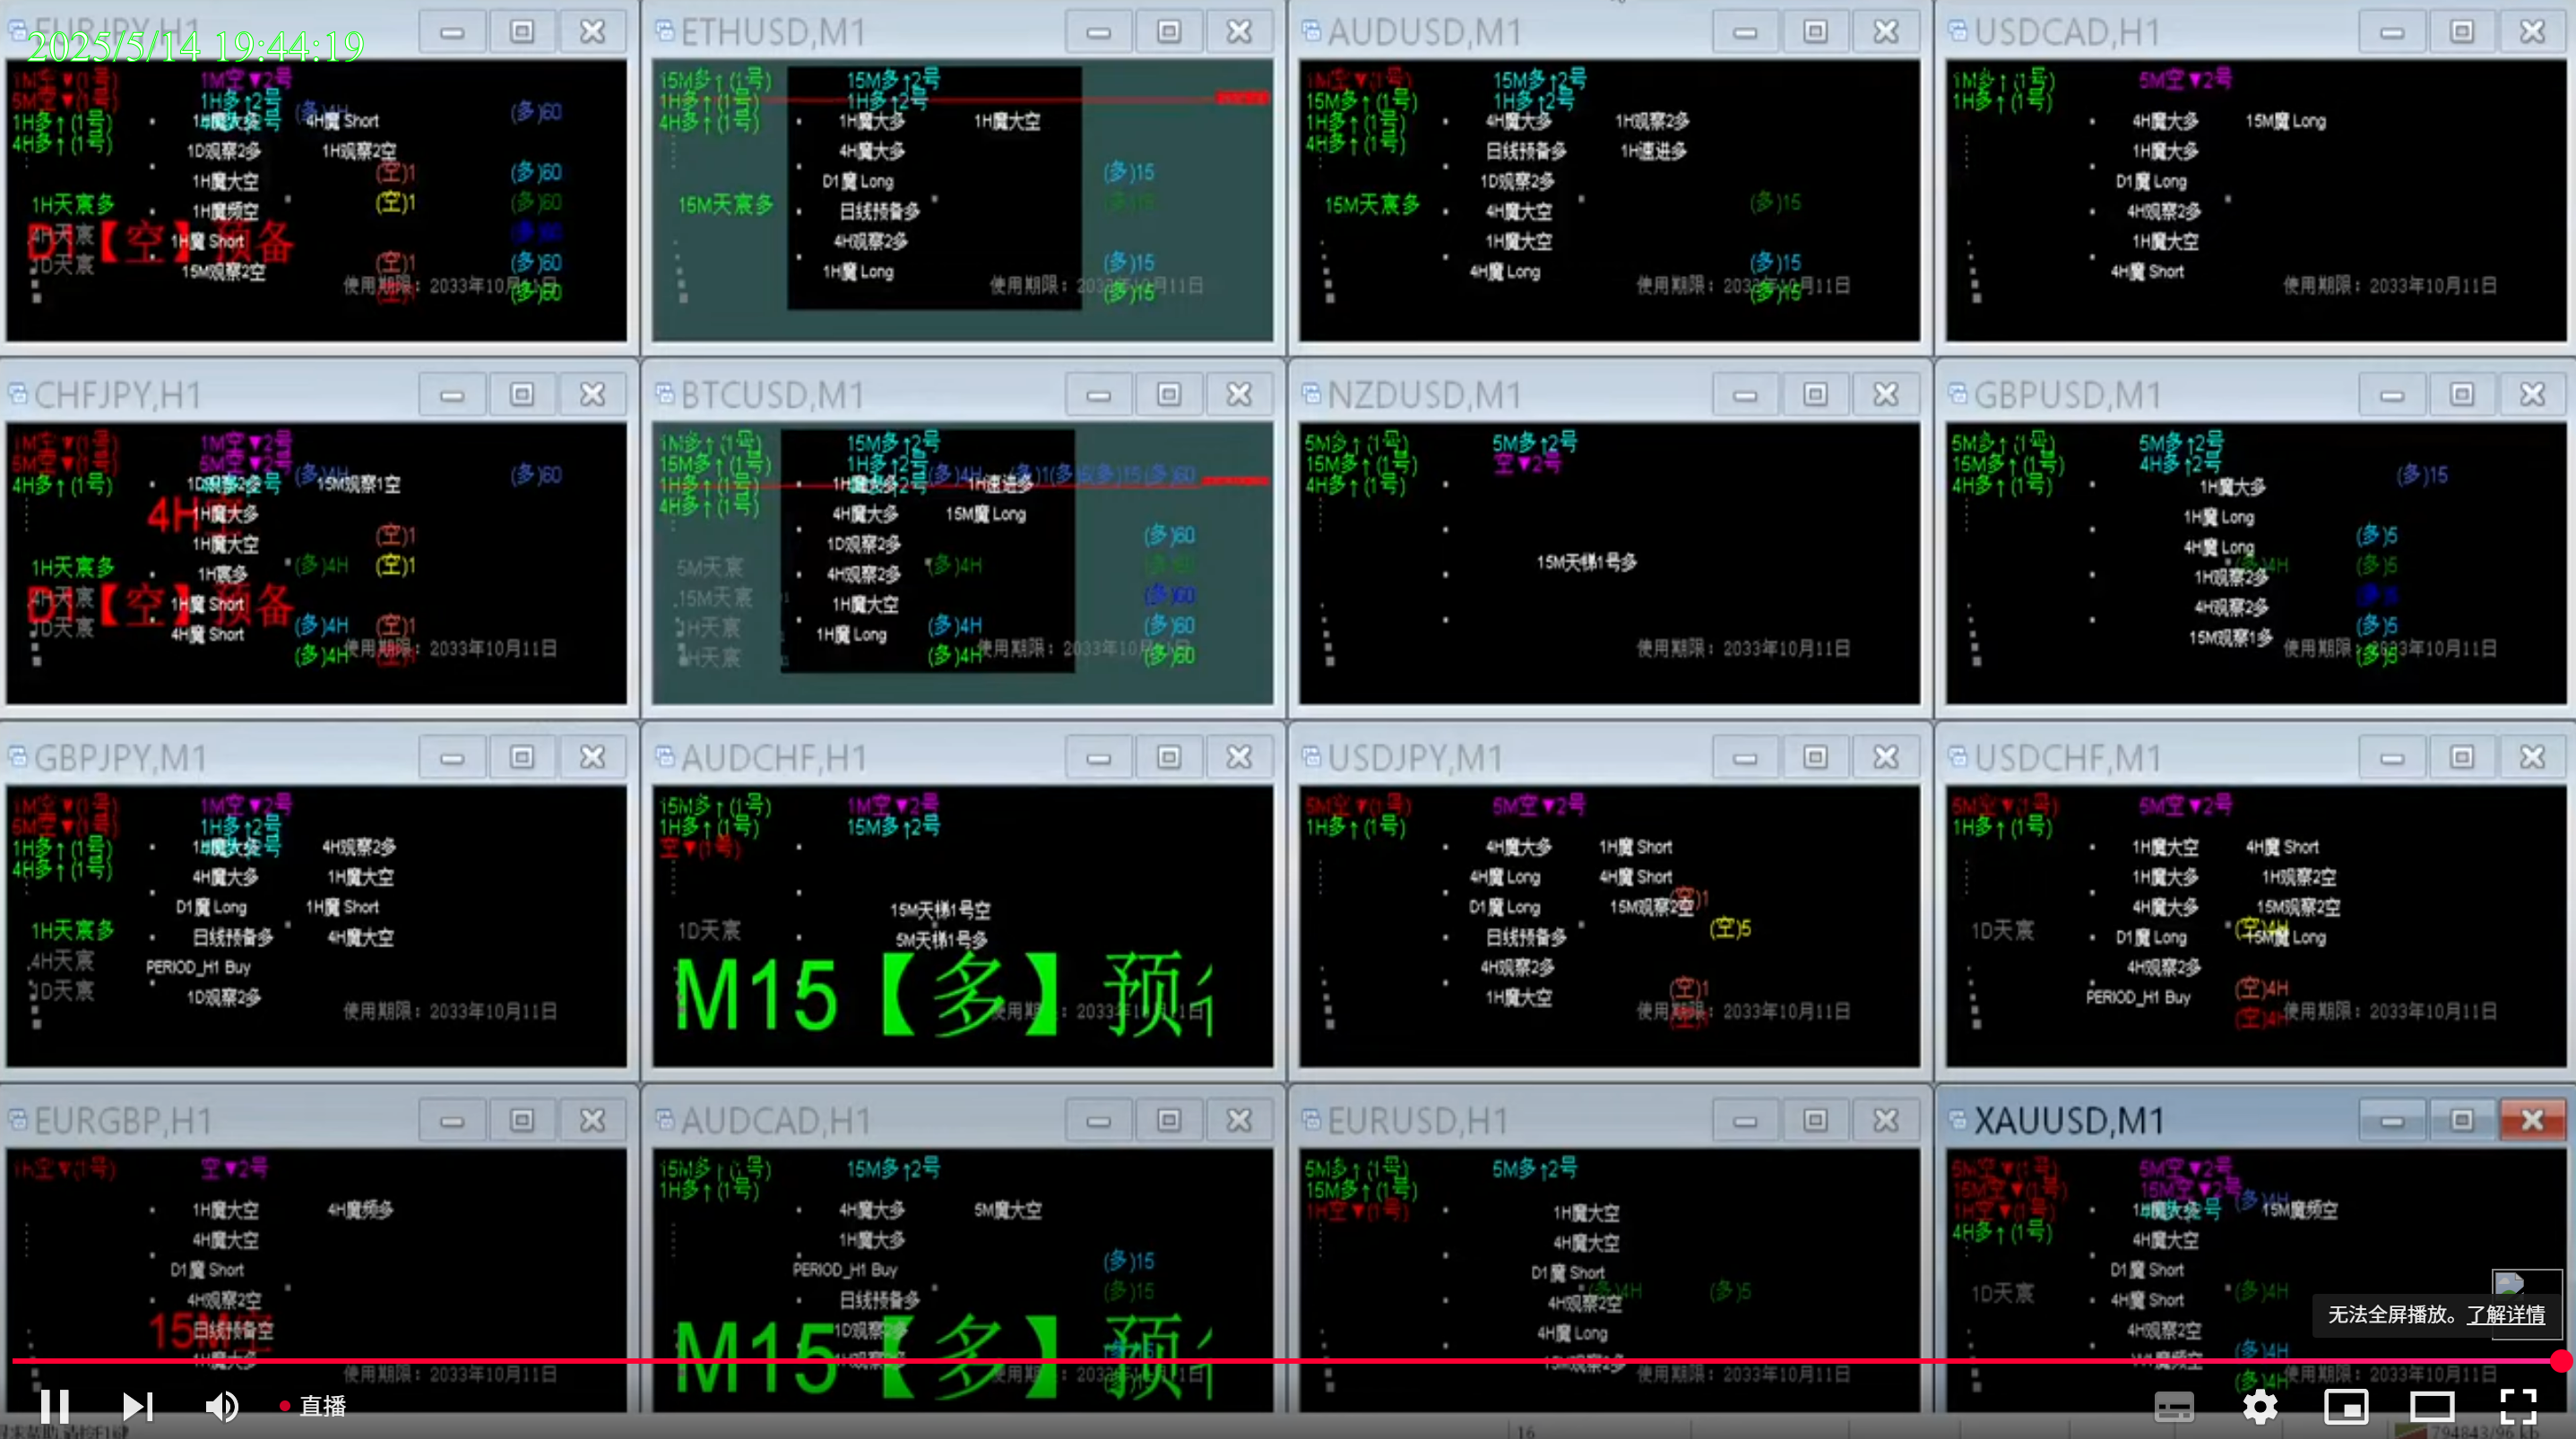 EURJPY,H1
2025/5/14 19:44:19
1M空▼(1号)
5M空▼(1号)
1H多↑(1号)
4H多↑(1号)
1M空▼2号
1H多↑2号
(多)4H
(多)60
1H魔大多
4H魔 Short
1D观察2多
1H观察2空
1H魔大空
(空)1
(多)60
1H天宸多
1H魔频空
(空)1
(多)60
4H天宸
1H魔 Short
D1【空】预备
1D天宸
15M观察2空
(空)1
(多)60
使用期限：2033年10月11日
(多)60
ETHUSD,M1
15M多↑(1号)
1H多↑(1号)
4H多↑(1号)
15M多↑2号
1H多↑2号
1H魔大多
1H魔大空
4H魔大多
D1魔 Long
(多)15
15M天宸多
日线预备多
(多)15
4H观察2多
1H魔 Long
(多)15
使用期限：2033年10月11日
(多)15
AUDUSD,M1
1M空▼(1号)
15M多↑(1号)
1H多↑(1号)
4H多↑(1号)
15M多↑2号
1H多↑2号
4H魔大多
1H观察2多
日线预备多
1H速进多
1D观察2多
15M天宸多
4H魔大空
(多)15
1H魔大空
4H魔 Long
(多)15
使用期限：2033年10月11日
(多)15
USDCAD,H1
1M多↑(1号)
1H多↑(1号)
5M空▼2号
4H魔大多
15M魔 Long
1H魔大多
D1魔 Long
4H观察2多
1H魔大空
4H魔 Short
使用期限：2033年10月11日
CHFJPY,H1
1M空▼(1号)
5M空▼(1号)
4H多↑(1号)
1M空▼2号
5M空▼2号
(多)4H
(多)60
1D观察2多
15M观察1空
4H空
1H魔大多
1H魔大空
(空)1
1H天宸多
1H宸多
(多)4H
(空)1
4H天宸
1H魔 Short
D1【空】预备
1D天宸
4H魔 Short
(多)4H
(空)1
(多)4H
使用期限：2033年10月11日
BTCUSD,M1
1M多↑(1号)
15M多↑(1号)
1H多↑(1号)
4H多↑(1号)
15M多↑2号
1H多↑2号
(多)4H
(多)1(多)5(多)15(多)60
1H魔大多
1H速进多
4H魔大多
15M魔 Long
1D观察2多
(多)60
5M天宸
4H观察2多
(多)4H
15M天宸
1H魔大空
(多)60
1H天宸
1H魔 Long
(多)4H
(多)60
4H天宸
(多)4H
使用期限：2033年10月11日
(多)60
NZDUSD,M1
5M多↑(1号)
15M多↑(1号)
4H多↑(1号)
5M多↑2号
空▼2号
15M天梯1号多
使用期限：2033年10月11日
GBPUSD,M1
5M多↑(1号)
15M多↑(1号)
4H多↑(1号)
5M多↑2号
4H多↑2号
(多)15
1H魔大多
1H魔 Long
4H魔 Long
(多)5
1H观察2多
(多)4H
(多)5
4H观察2多
15M观察1多
(多)5
使用期限：2033年10月11日
(多)5
GBPJPY,M1
1M空▼(1号)
5M空▼(1号)
1H多↑(1号)
4H多↑(1号)
1M空▼2号
1H多↑2号
1H魔大多
4H观察2多
4H魔大多
1H魔大空
D1魔 Long
1H魔 Short
1H天宸多
日线预备多
4H魔大空
4H天宸
PERIOD_H1 Buy
1D天宸
1D观察2多
使用期限：2033年10月11日
AUDCHF,H1
15M多↑(1号)
1H多↑(1号)
空▼(1号)
1M空▼2号
15M多↑2号
15M天梯1号空
1D天宸
5M天梯1号多
M15【多】预
使用期限：2033年10月11日
USDJPY,M1
5M空▼(1号)
1H多↑(1号)
5M空▼2号
4H魔大多
1H魔 Short
4H魔 Long
4H魔 Short
D1魔 Long
15M观察2空
(空)1
日线预备多
(空)5
4H观察2多
1H魔大空
(空)1
使用期限：2033年10月11日
USDCHF,M1
5M空▼(1号)
1H多↑(1号)
5M空▼2号
1H魔大空
4H魔 Short
1H魔大多
1H观察2空
4H魔大多
15M观察2空
1D天宸
D1魔 Long
(空)4H
15M魔 Long
4H观察2多
PERIOD_H1 Buy
(空)4H
(空)4H
使用期限：2033年10月11日
EURGBP,H1
空▼2号
1H魔大空
4H魔频多
4H魔大空
D1魔 Short
4H观察2空
15M空
日线预备空
1H魔大多
使用期限：2033年10月11日
AUDCAD,H1
15M多↑(1号)
1H多↑(1号)
15M多↑2号
4H魔大多
5M魔大空
1H魔大多
PERIOD_H1 Buy
(多)15
日线预备多
(多)15
1D观察2多
M15【多】预
使用期限：2033年10月11日
EURUSD,H1
5M多↑(1号)
15M多↑(1号)
1H空▼(1号)
5M多↑2号
1H魔大空
4H魔大空
D1魔 Short
4H观察2空
(多)4H
(多)5
4H魔 Long
15M观察2多
使用期限：2033年10月11日
XAUUSD,M1
5M空▼(1号)
15M空▼(1号)
1H空▼(1号)
4H多↑(1号)
5M空▼2号
15M空▼2号
(多)4H
1H魔大多
15M魔频空
4H魔大空
D1魔 Short
1D天宸
4H魔 Short
(多)4H
4H观察2空
(多)4H
(多)4H
使用期限：2033年10月11日
无法全屏播放。了解详情
直播
16
794843/96 kb